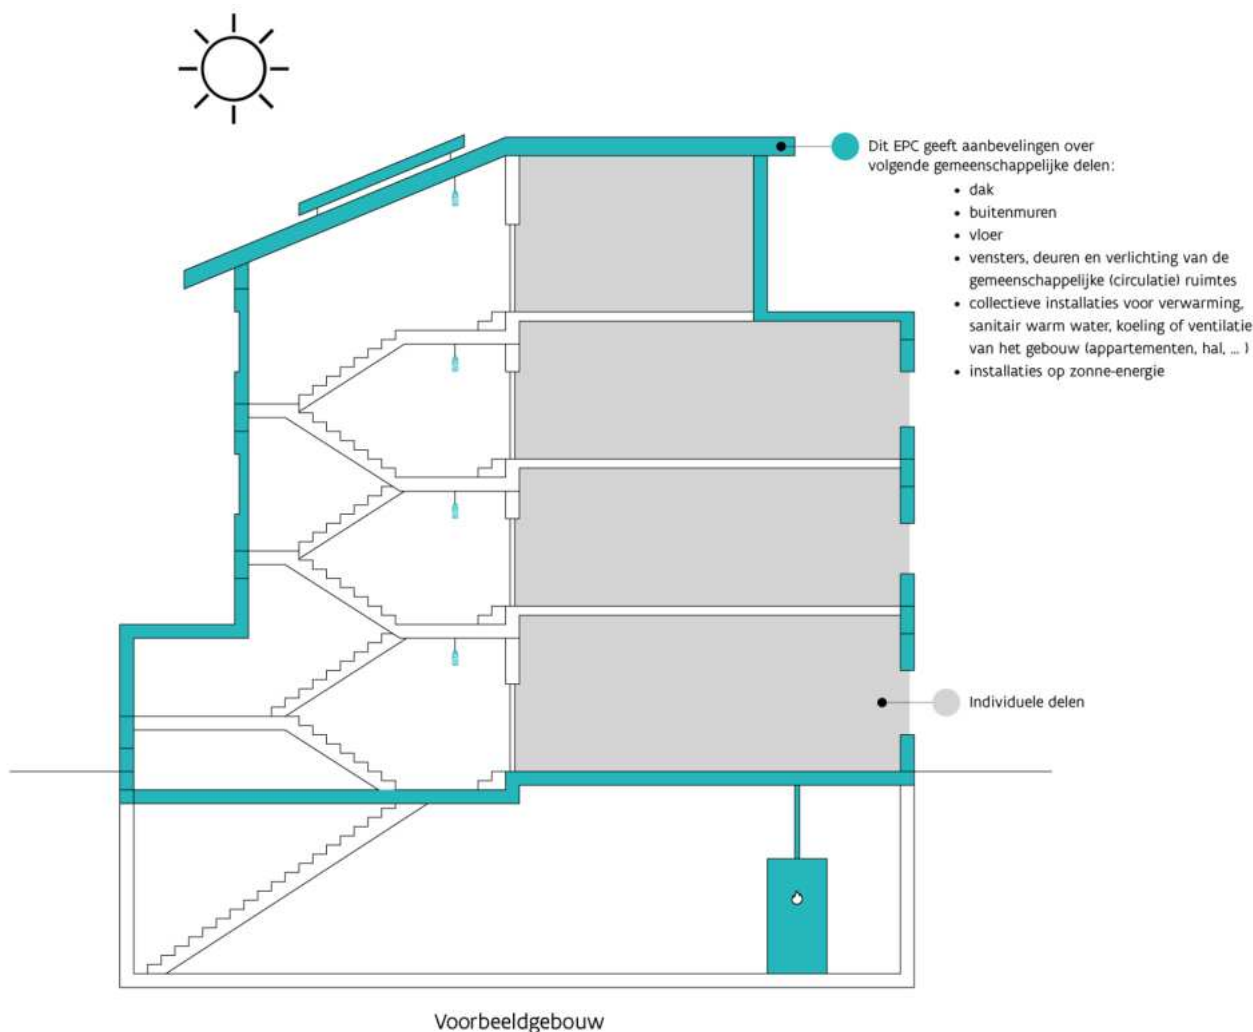 Dit EPC geeft aanbevelingen over
volgende gemeenschappelijke delen:
• dak
• buitenmuren
• vloer
• vensters, deuren en verlichting van de
gemeenschappelijke (circulatie) ruimtes
• collectieve installaties voor verwarming,
sanitair warm water, koeling of ventilatie
van het gebouw (appartementen, hal, ... )
• installaties op zonne-energie
Individuele delen
Voorbeeldgebouw